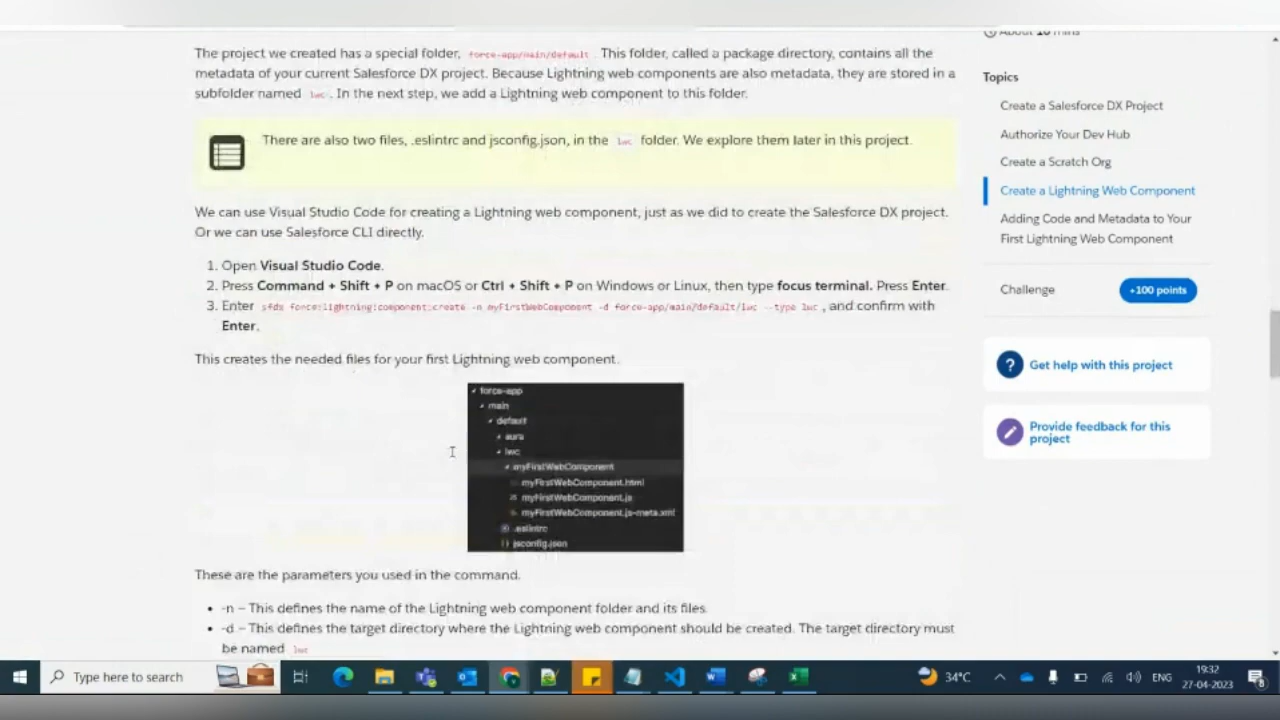 The project we created has a special folder, force-app/main/default . This folder, called a package directory, contains all the
metadata of your current Salesforce DX project. Because Lightning web components are also metadata, they are stored in a
subfolder named lwc . In the next step, we add a Lightning web component to this folder.
There are also two files, .eslintrc and jsconfig.json, in the lwc folder. We explore them later in this project.
We can use Visual Studio Code for creating a Lightning web component, just as we did to create the Salesforce DX project.
Or we can use Salesforce CLI directly.
1. Open Visual Studio Code.
2. Press Command + Shift + P on macOS or Ctrl + Shift + P on Windows or Linux, then type focus terminal. Press Enter.
3. Enter sfdx force:lightning:component:create -n myFirstWebComponent -d force-app/main/default/lwc --type lwc , and confirm with
Enter.
This creates the needed files for your first Lightning web component.
force-app
main
default
aura
lwc
myFirstWebComponent
myFirstWebComponent.html
JS myFirstWebComponent.js
myFirstWebComponent.js-meta.xml
.eslintrc
jsconfig.json
These are the parameters you used in the command.
• -n – This defines the name of the Lightning web component folder and its files.
• -d – This defines the target directory where the Lightning web component should be created. The target directory must
be named lwc
About 10 mins
Topics
Create a Salesforce DX Project
Authorize Your Dev Hub
Create a Scratch Org
Create a Lightning Web Component
Adding Code and Metadata to Your
First Lightning Web Component
Challenge +100 points
? Get help with this project
Provide feedback for this
project
Type here to search
34°C
ENG
19:32
27-04-2023
8